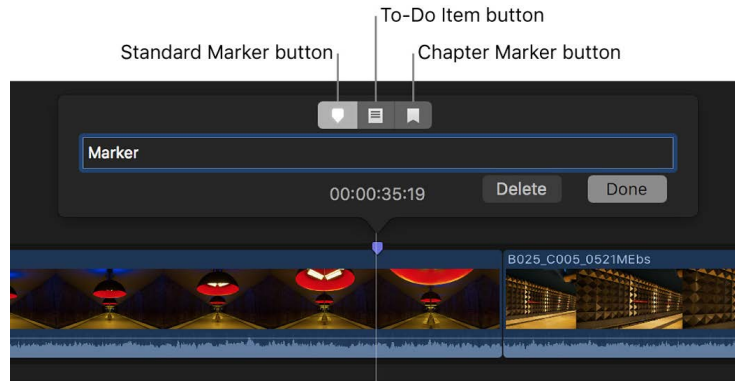 To-Do Item button
Standard Marker button
Chapter Marker button
Marker
00:00:35:19
Delete
Done
B025_C005_0521MEbs